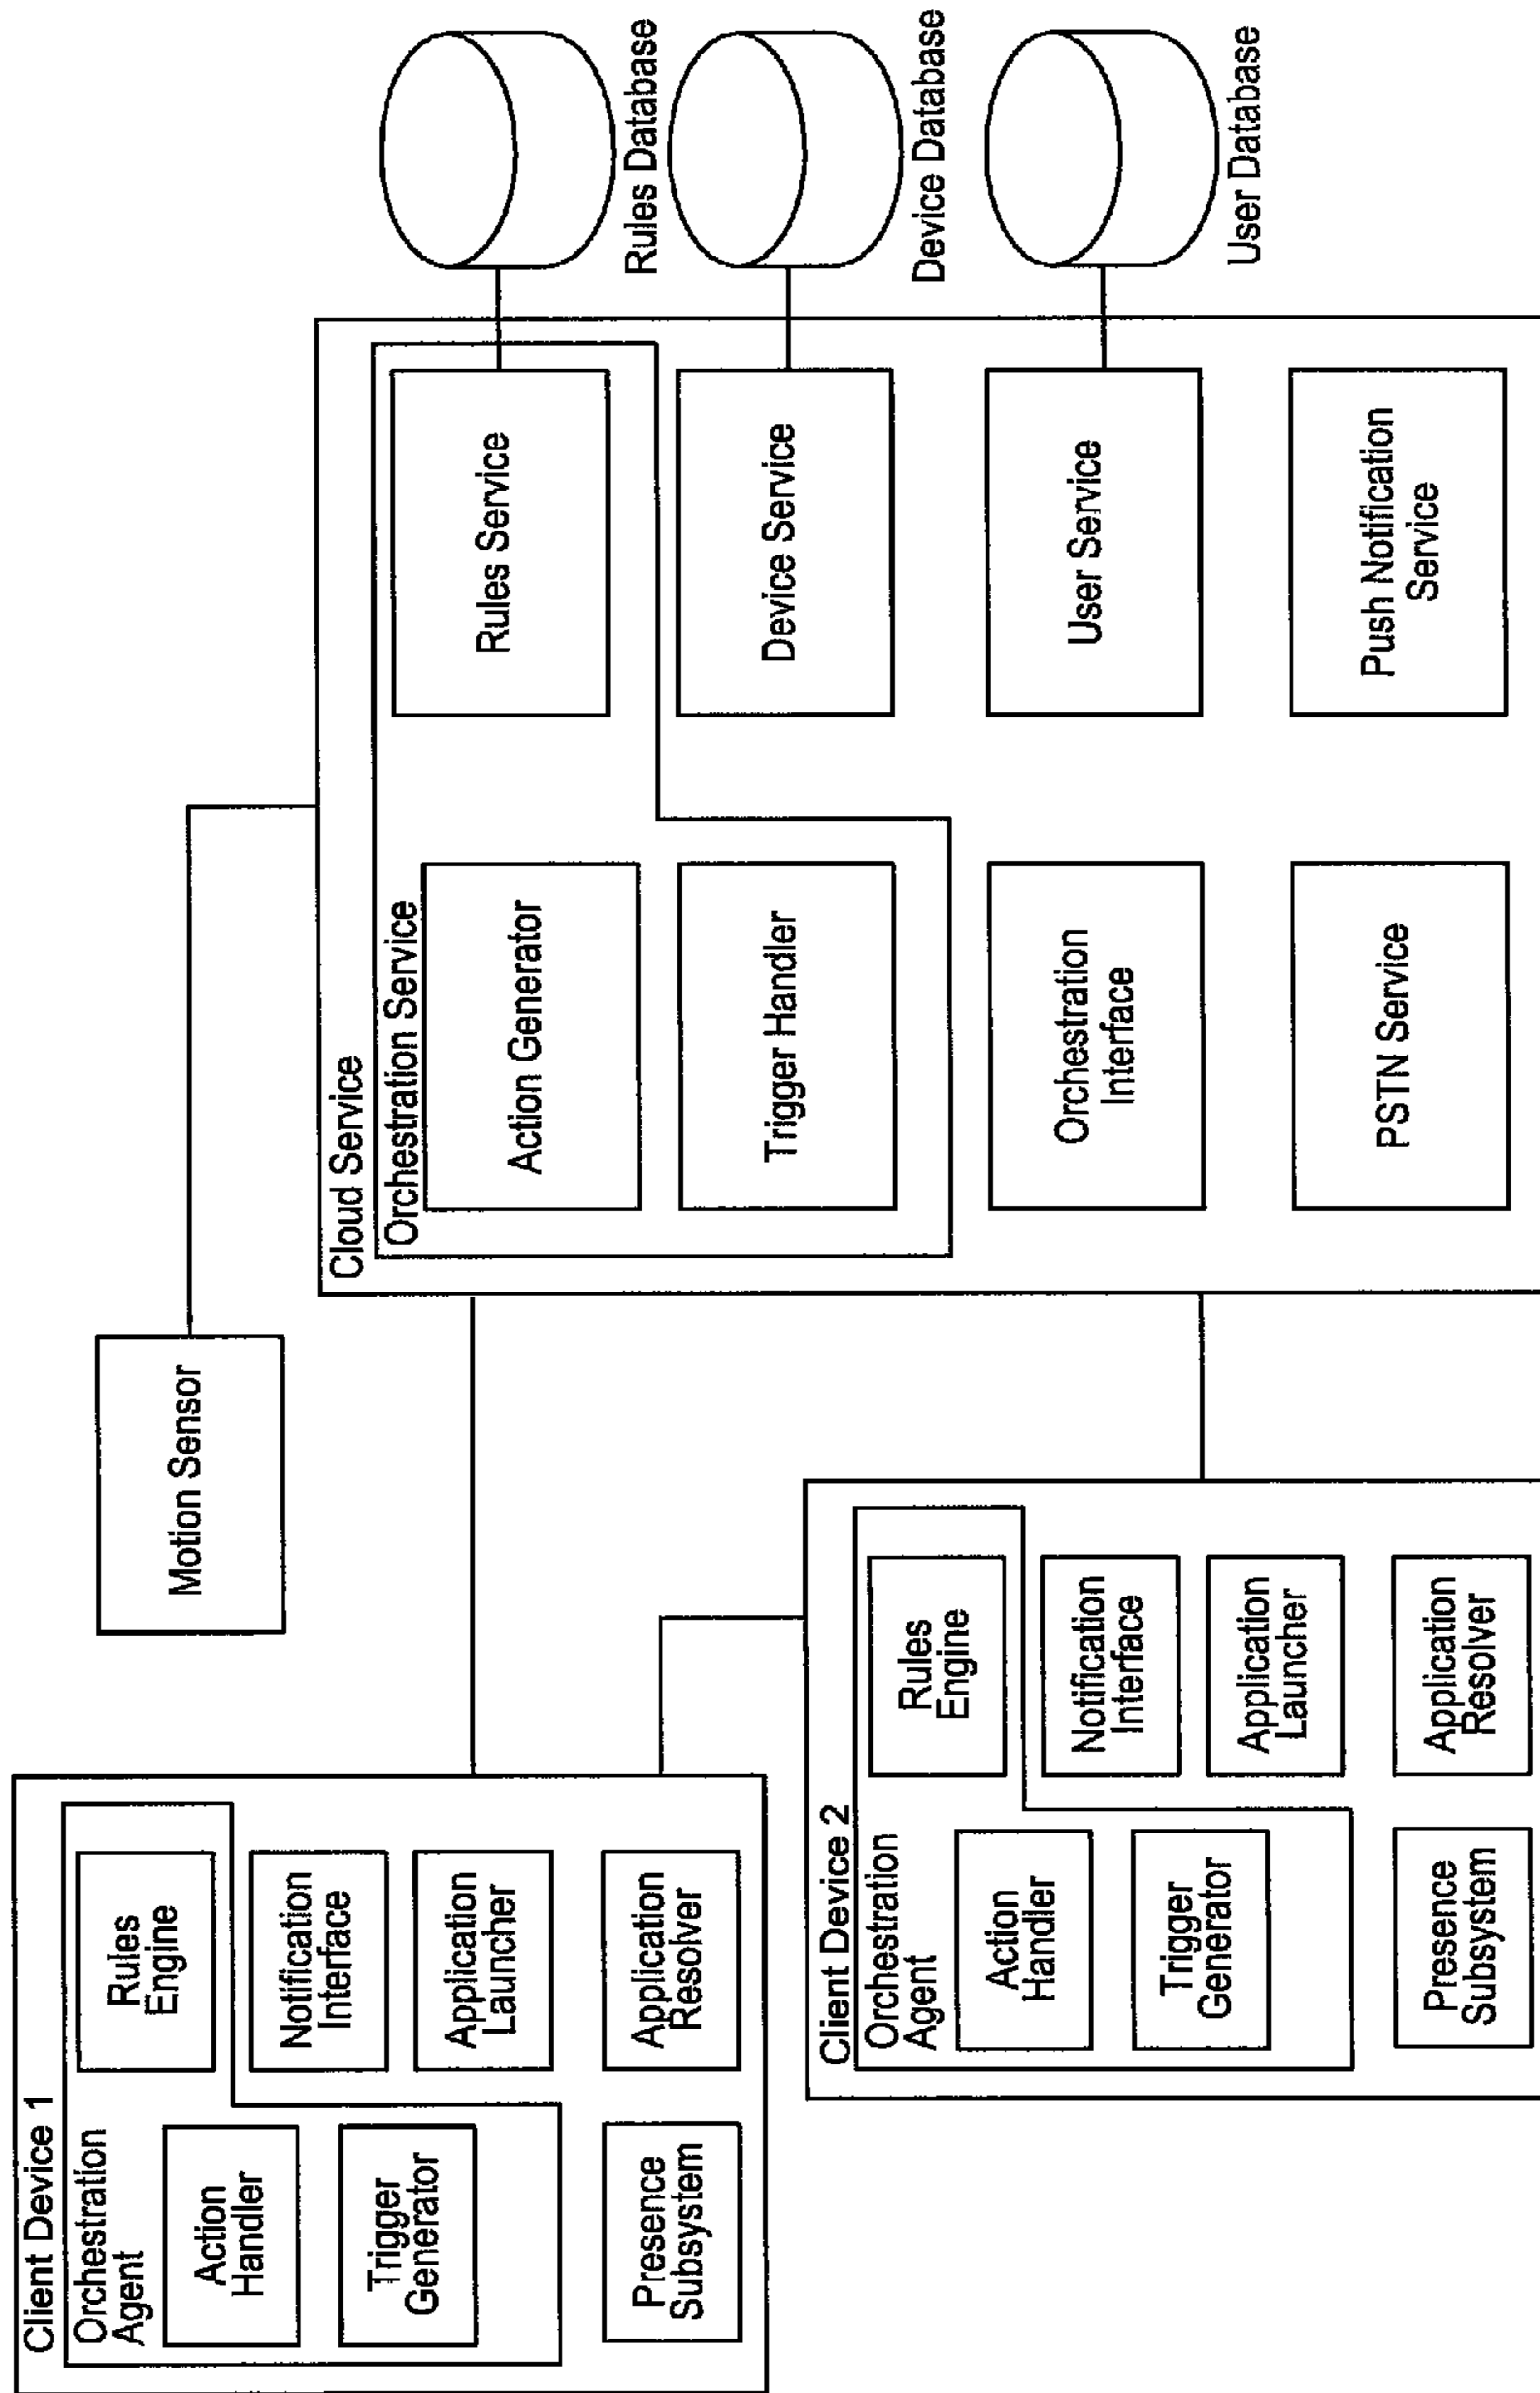 Client Device 1
Orchestration
Agent
Action
Handler
Trigger
Generator
Presence
Subsystem
Rules
Engine
Notification
Interface
Application
Launcher
Application
Resolver
Client Device 2
Orchestration
Agent
Action
Handler
Trigger
Generator
Presence
Subsystem
Rules
Engine
Notification
Interface
Application
Launcher
Application
Resolver
Motion Sensor
Cloud Service
Orchestration Service
Action Generator
Trigger Handler
Orchestration
Interface
PSTN Service
Rules Service
Device Service
User Service
Push Notification
Service
Rules Database
Device Database
User Database